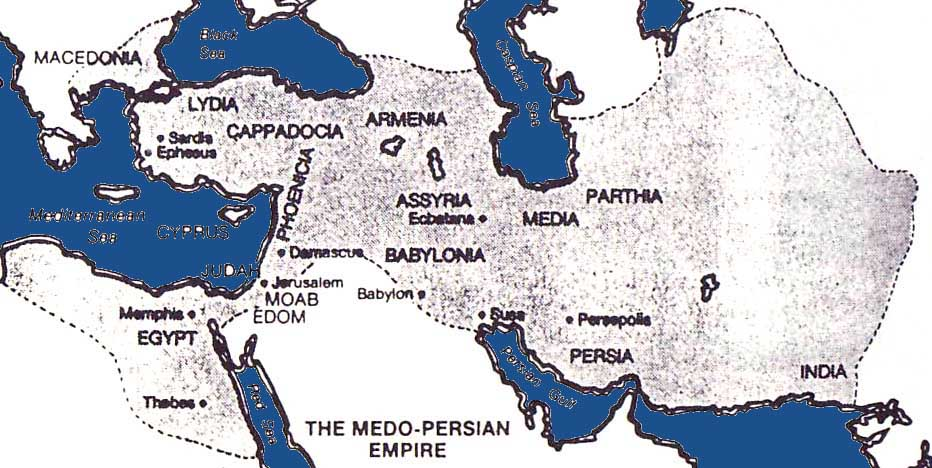 Black
Sea
MACEDONIA
LYDIA
CAPPADOCIA
ARMENIA
Caspian Sea
Sardis
Ephesus
PHOENICIA
ASSYRIA
Ecbatana
MEDIA
PARTHIA
Mediterranean
Sea
CYPRUS
Damascus
BABYLONIA
JUDAH
Jerusalem
MOAB
EDOM
Babylon
Memphis
EGYPT
Susa
Persepolis
PERSIA
Persian Gulf
INDIA
Thebes
Red Sea
THE MEDO-PERSIAN
EMPIRE